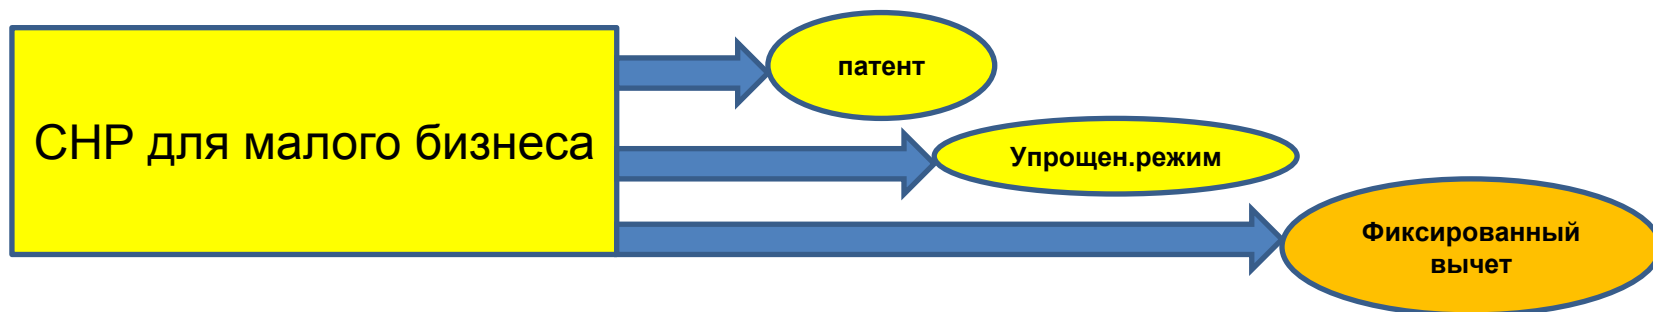 патент
СНР для малого бизнеса
Упрощен.режим
Фиксированный
вычет